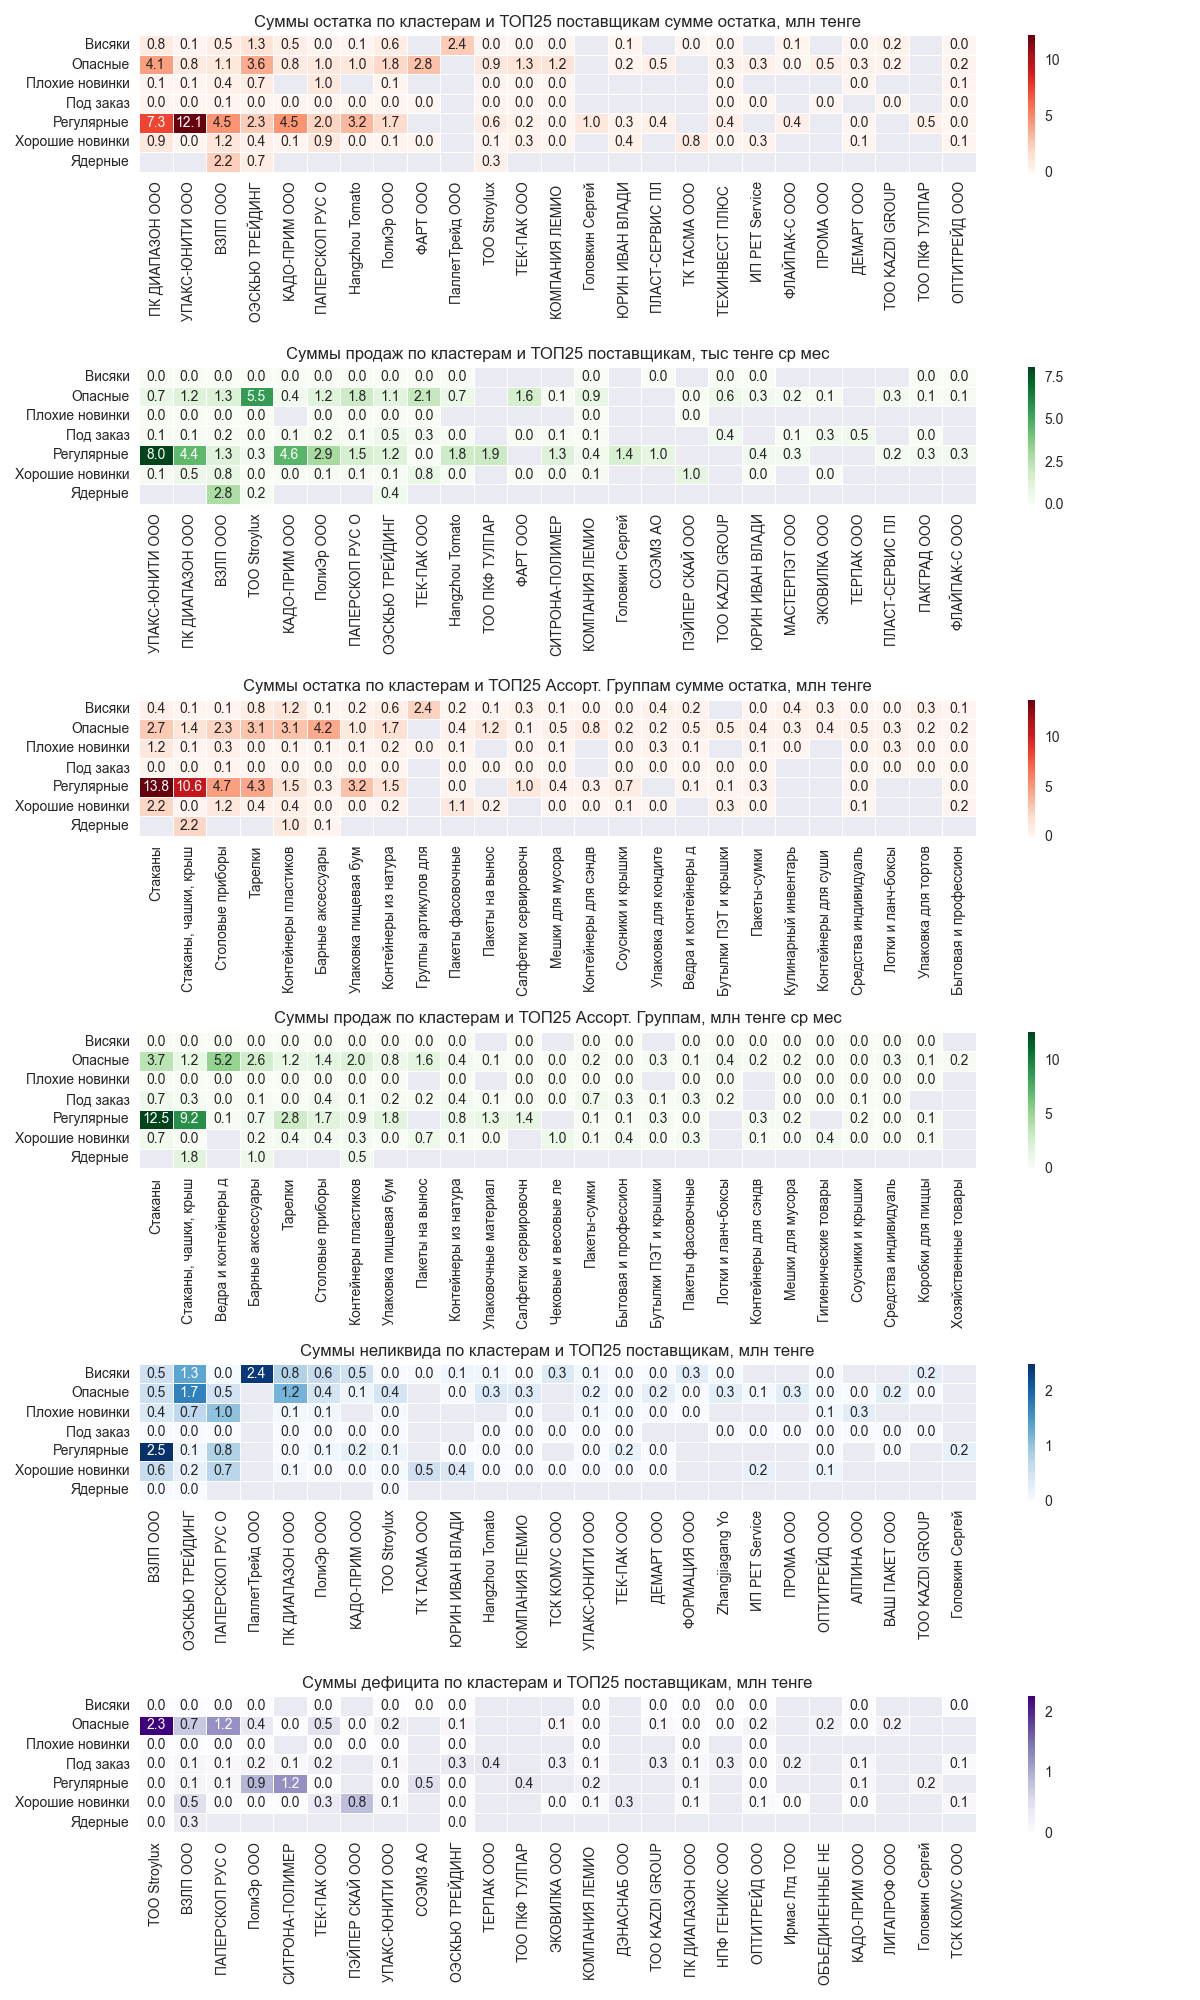 Суммы остатка по кластерам и ТОП25 поставщикам сумме остатка, млн тенге
Висяки 0.8 0.1 0.5 1.3 0.5 0.0 0.1 0.6 2.4 0.0 0.0 0.0 0.1 0.0 0.0 0.1 0.0 0.2 0.0
Опасные 4.1 0.8 1.1 3.6 0.8 1.0 1.0 1.8 2.8 0.9 1.3 1.2 0.2 0.5 0.3 0.3 0.0 0.5 0.3 0.2 0.2
Плохие новинки 0.1 0.1 0.4 0.7 1.0 0.1 0.0 0.0 0.0 0.0 0.0 0.1
Под заказ 0.0 0.0 0.1 0.0 0.0 0.0 0.0 0.0 0.0 0.0 0.0 0.0 0.0 0.0 0.0 0.0 0.0
Регулярные 7.3 12.1 4.5 2.3 4.5 2.0 3.2 1.7 0.6 0.2 0.0 1.0 0.3 0.4 0.4 0.4 0.0 0.5 0.0
Хорошие новинки 0.9 0.0 1.2 0.4 0.1 0.9 0.0 0.1 0.0 0.1 0.3 0.0 0.4 0.8 0.0 0.3 0.1 0.1
Ядерные 2.2 0.7 0.3
10
5
0
ПК ДИАПАЗОН ООО
УПАКС-ЮНИТИ ООО
ВЗЛП ООО
ОЭСКЬЮ ТРЕЙДИНГ
КАДО-ПРИМ ООО
ПАПЕРСКОП РУС О
Hangzhou Tomato
ПолиЭр ООО
ФАРТ ООО
ПаллетТрейд ООО
ТОО Stroylux
ТЕК-ПАК ООО
КОМПАНИЯ ЛЕМИО
Головкин Сергей
ЮРИН ИВАН ВЛАДИ
ПЛАСТ-СЕРВИС ПЛ
ТК ТАСМА ООО
ТЕХИНВЕСТ ПЛЮС
ИП PET Service
ФЛАЙПАК-С ООО
ПРОМА ООО
ДЕМАРТ ООО
ТОО KAZDI GROUP
ТОО ПКФ ТУЛПАР
ОПТИТРЕЙД ООО
Суммы продаж по кластерам и ТОП25 поставщикам, тыс тенге ср мес
Висяки 0.0 0.0 0.0 0.0 0.0 0.0 0.0 0.0 0.0 0.0 0.0 0.0 0.0 0.0 0.0 0.0
Опасные 0.7 1.2 1.3 5.5 0.4 1.2 1.8 1.1 2.1 0.7 1.6 0.1 0.9 0.0 0.6 0.3 0.2 0.1 0.3 0.1 0.1
Плохие новинки 0.0 0.0 0.0 0.0 0.0 0.0 0.0 0.0 0.0 0.0
Под заказ 0.1 0.1 0.2 0.0 0.1 0.2 0.1 0.5 0.3 0.0 0.0 0.1 0.1 0.4 0.1 0.3 0.5 0.0
Регулярные 8.0 4.4 1.3 0.3 4.6 2.9 1.5 1.2 0.0 1.8 1.9 1.3 0.4 1.4 1.0 0.4 0.3 0.2 0.3 0.3
Хорошие новинки 0.1 0.5 0.8 0.0 0.0 0.1 0.1 0.1 0.8 0.0 0.0 0.0 0.1 1.0 0.0 0.0
Ядерные 2.8 0.2 0.4
7.5
5.0
2.5
0.0
УПАКС-ЮНИТИ ООО
ПК ДИАПАЗОН ООО
ВЗЛП ООО
ТОО Stroylux
КАДО-ПРИМ ООО
ПолиЭр ООО
ПАПЕРСКОП РУС О
ОЭСКЬЮ ТРЕЙДИНГ
ТЕК-ПАК ООО
Hangzhou Tomato
ТОО ПКФ ТУЛПАР
ФАРТ ООО
СИТРОНА-ПОЛИМЕР
КОМПАНИЯ ЛЕМИО
Головкин Сергей
СОЭМЗ АО
ПЭЙПЕР СКАЙ ООО
ТОО KAZDI GROUP
ЮРИН ИВАН ВЛАДИ
МАСТЕРПЭТ ООО
ЭКОВИЛКА ООО
ТЕРПАК ООО
ПЛАСТ-СЕРВИС ПЛ
ПАКГРАД ООО
ФЛАЙПАК-С ООО
Суммы остатка по кластерам и ТОП25 Ассорт. Группам сумме остатка, млн тенге
Висяки 0.4 0.1 0.1 0.8 1.2 0.1 0.2 0.6 2.4 0.2 0.1 0.3 0.1 0.0 0.0 0.4 0.2 0.0 0.4 0.3 0.0 0.0 0.3 0.1
Опасные 2.7 1.4 2.3 3.1 3.1 4.2 1.0 1.7 0.4 1.2 0.1 0.5 0.8 0.2 0.2 0.5 0.5 0.4 0.3 0.4 0.5 0.3 0.2 0.2
Плохие новинки 1.2 0.1 0.3 0.0 0.1 0.1 0.1 0.2 0.0 0.1 0.0 0.1 0.0 0.3 0.1 0.1 0.0 0.0 0.3 0.0
Под заказ 0.0 0.0 0.1 0.0 0.0 0.0 0.0 0.0 0.0 0.0 0.0 0.0 0.0 0.0 0.0 0.0 0.0 0.0 0.0 0.0 0.0 0.0
Регулярные 13.8 10.6 4.7 4.3 1.5 0.3 3.2 1.5 0.0 1.0 0.4 0.3 0.7 0.1 0.1 0.3 0.0 0.0
Хорошие новинки 2.2 0.0 1.2 0.4 0.4 0.0 0.0 0.2 1.1 0.2 0.0 0.0 0.0 0.1 0.0 0.3 0.0 0.1 0.2
Ядерные 2.2 1.0 0.1
10
5
0
Стаканы
Стаканы, чашки, крыш
Столовые приборы
Тарелки
Контейнеры пластиков
Барные аксессуары
Упаковка пищевая бум
Контейнеры из натура
Группы артикулов для
Пакеты фасовочные
Пакеты на вынос
Салфетки сервировочн
Мешки для мусора
Контейнеры для сэндв
Соусники и крышки
Упаковка для кондите
Ведра и контейнеры д
Бутылки ПЭТ и крышки
Пакеты-сумки
Кулинарный инвентарь
Контейнеры для суши
Средства индивидуаль
Лотки и ланч-боксы
Упаковка для тортов
Бытовая и профессион
Суммы продаж по кластерам и ТОП25 Ассорт. Группам, млн тенге ср мес
Висяки 0.0 0.0 0.0 0.0 0.0 0.0 0.0 0.0 0.0 0.0 0.0 0.0 0.0 0.0 0.0 0.0 0.0 0.0 0.0 0.0 0.0 0.0
Опасные 3.7 1.2 5.2 2.6 1.2 1.4 2.0 0.8 1.6 0.4 0.1 0.0 0.0 0.2 0.0 0.3 0.1 0.4 0.2 0.2 0.0 0.0 0.3 0.1 0.2
Плохие новинки 0.0 0.0 0.0 0.0 0.0 0.0 0.0 0.0 0.0 0.0 0.0 0.0 0.0 0.0 0.0 0.0 0.0 0.0 0.0 0.0
Под заказ 0.7 0.3 0.0 0.1 0.0 0.4 0.1 0.2 0.2 0.4 0.1 0.0 0.0 0.7 0.3 0.1 0.3 0.2 0.0 0.0 0.1 0.0
Регулярные 12.5 9.2 0.1 0.7 2.8 1.7 0.9 1.8 0.8 1.3 1.4 0.1 0.1 0.3 0.0 0.3 0.2 0.2 0.0 0.1
Хорошие новинки 0.7 0.0 0.2 0.4 0.4 0.3 0.0 0.7 0.1 0.0 1.0 0.1 0.4 0.0 0.3 0.1 0.0 0.4 0.0 0.0 0.1
Ядерные 1.8 1.0 0.5
10
5
0
Стаканы
Стаканы, чашки, крыш
Ведра и контейнеры д
Барные аксессуары
Тарелки
Столовые приборы
Контейнеры пластиков
Упаковка пищевая бум
Пакеты на вынос
Контейнеры из натура
Упаковочные материал
Салфетки сервировочн
Чековые и весовые ле
Пакеты-сумки
Бытовая и профессион
Бутылки ПЭТ и крышки
Пакеты фасовочные
Лотки и ланч-боксы
Контейнеры для сэндв
Мешки для мусора
Гигиенические товары
Соусники и крышки
Средства индивидуаль
Коробки для пиццы
Хозяйственные товары
Суммы неликвида по кластерам и ТОП25 поставщикам, млн тенге
Висяки 0.5 1.3 0.0 2.4 0.8 0.6 0.5 0.0 0.0 0.1 0.1 0.0 0.3 0.1 0.0 0.0 0.3 0.0 0.0 0.2
Опасные 0.5 1.7 0.5 1.2 0.4 0.1 0.4 0.0 0.3 0.3 0.2 0.0 0.2 0.0 0.3 0.1 0.3 0.0 0.0 0.2 0.0
Плохие новинки 0.4 0.7 1.0 0.1 0.1 0.0 0.0 0.1 0.0 0.0 0.0 0.1 0.3
Под заказ 0.0 0.0 0.0 0.0 0.0 0.0 0.0 0.0 0.0 0.0 0.0 0.0 0.0 0.0 0.0 0.0 0.0 0.0 0.0
Регулярные 2.5 0.1 0.8 0.0 0.1 0.2 0.1 0.0 0.0 0.0 0.0 0.2 0.0 0.0 0.0 0.2
Хорошие новинки 0.6 0.2 0.7 0.1 0.0 0.0 0.0 0.5 0.4 0.0 0.0 0.0 0.0 0.0 0.0 0.2 0.1
Ядерные 0.0 0.0 0.0
2
1
0
ВЗЛП ООО
ОЭСКЬЮ ТРЕЙДИНГ
ПАПЕРСКОП РУС О
ПаллетТрейд ООО
ПК ДИАПАЗОН ООО
ПолиЭр ООО
КАДО-ПРИМ ООО
ТОО Stroylux
ТК ТАСМА ООО
ЮРИН ИВАН ВЛАДИ
Hangzhou Tomato
КОМПАНИЯ ЛЕМИО
ТСК КОМУС ООО
УПАКС-ЮНИТИ ООО
ТЕК-ПАК ООО
ДЕМАРТ ООО
ФОРМАЦИЯ ООО
Zhangjiagang Yo
ИП PET Service
ПРОМА ООО
ОПТИТРЕЙД ООО
АЛПИНА ООО
ВАШ ПАКЕТ ООО
ТОО KAZDI GROUP
Головкин Сергей
Суммы дефицита по кластерам и ТОП25 поставщикам, млн тенге
Висяки 0.0 0.0 0.0 0.0 0.0 0.0 0.0 0.0 0.0 0.0 0.0 0.0 0.0 0.0
Опасные 2.3 0.7 1.2 0.4 0.0 0.5 0.0 0.2 0.1 0.1 0.0 0.1 0.0 0.0 0.2 0.2 0.0 0.2
Плохие новинки 0.0 0.0 0.0 0.0 0.0 0.0 0.0 0.0 0.0 0.0 0.0
Под заказ 0.0 0.1 0.1 0.2 0.1 0.2 0.1 0.3 0.4 0.3 0.1 0.3 0.1 0.3 0.0 0.2 0.1 0.1
Регулярные 0.0 0.1 0.1 0.9 1.2 0.0 0.0 0.5 0.0 0.4 0.2 0.1 0.0 0.1 0.2
Хорошие новинки 0.0 0.5 0.0 0.0 0.0 0.3 0.8 0.1 0.0 0.0 0.1 0.3 0.1 0.1 0.0 0.0 0.1
Ядерные 0.0 0.3 0.0
2
1
0
ТОО Stroylux
ВЗЛП ООО
ПАПЕРСКОП РУС О
ПолиЭр ООО
СИТРОНА-ПОЛИМЕР
ТЕК-ПАК ООО
ПЭЙПЕР СКАЙ ООО
УПАКС-ЮНИТИ ООО
СОЭМЗ АО
ОЭСКЬЮ ТРЕЙДИНГ
ТЕРПАК ООО
ТОО ПКФ ТУЛПАР
ЭКОВИЛКА ООО
КОМПАНИЯ ЛЕМИО
ДЭНАСНАБ ООО
ТОО KAZDI GROUP
ПК ДИАПАЗОН ООО
НПФ ГЕНИКС ООО
ОПТИТРЕЙД ООО
Ирмас Лтд ТОО
ОБЪЕДИНЕННЫЕ НЕ
КАДО-ПРИМ ООО
ЛИГАПРОФ ООО
Головкин Сергей
ТСК КОМУС ООО